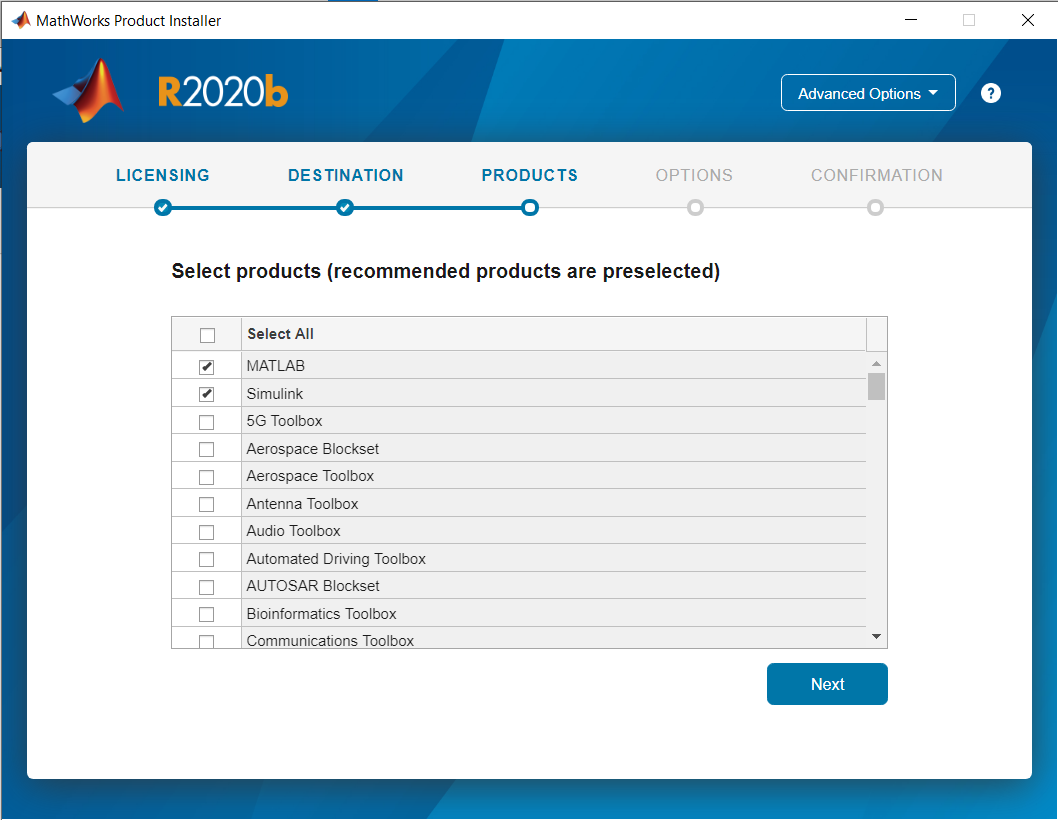 MathWorks Product Installer
R2020b
Advanced Options
?
LICENSING DESTINATION PRODUCTS OPTIONS CONFIRMATION
Select products (recommended products are preselected)
Select All
MATLAB
Simulink
5G Toolbox
Aerospace Blockset
Aerospace Toolbox
Antenna Toolbox
Audio Toolbox
Automated Driving Toolbox
AUTOSAR Blockset
Bioinformatics Toolbox
Communications Toolbox
Next